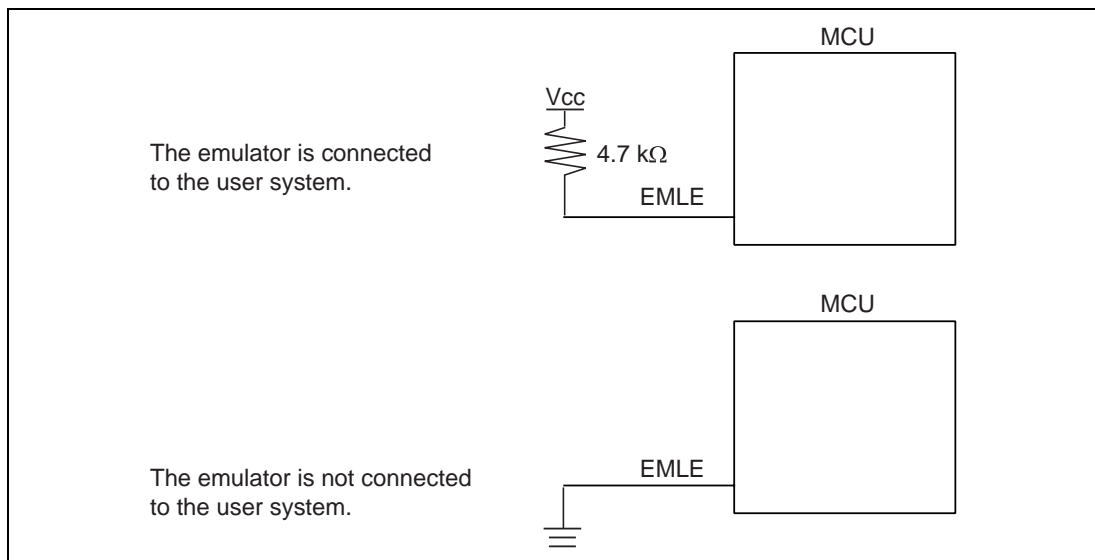 MCU
Vcc
The emulator is connected
to the user system.
4.7 kΩ
EMLE
MCU
The emulator is not connected
to the user system.
EMLE